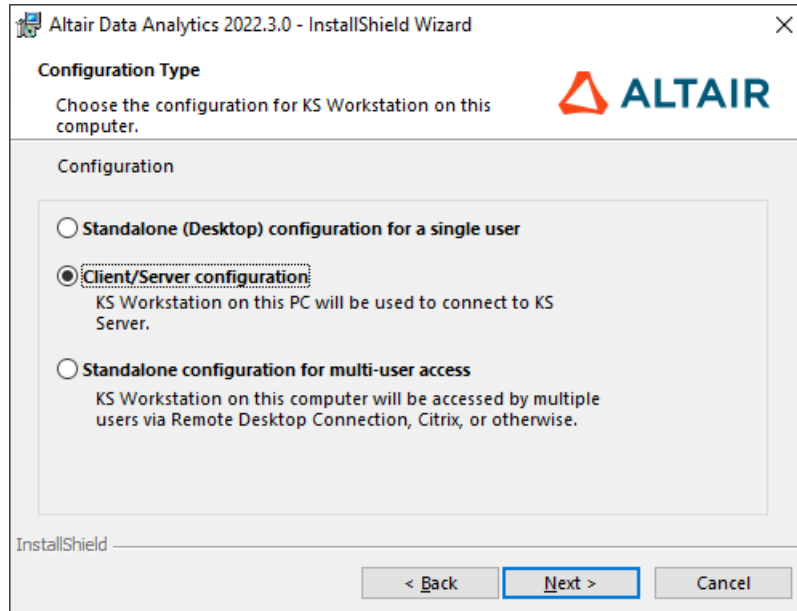 Altair Data Analytics 2022.3.0 - InstallShield Wizard
Configuration Type
Choose the configuration for KS Workstation on this
computer.
ALTAIR
Configuration
Standalone (Desktop) configuration for a single user
Client/Server configuration
KS Workstation on this PC will be used to connect to KS
Server.
Standalone configuration for multi-user access
KS Workstation on this computer will be accessed by multiple
users via Remote Desktop Connection, Citrix, or otherwise.
InstallShield
< Back
Next >
Cancel